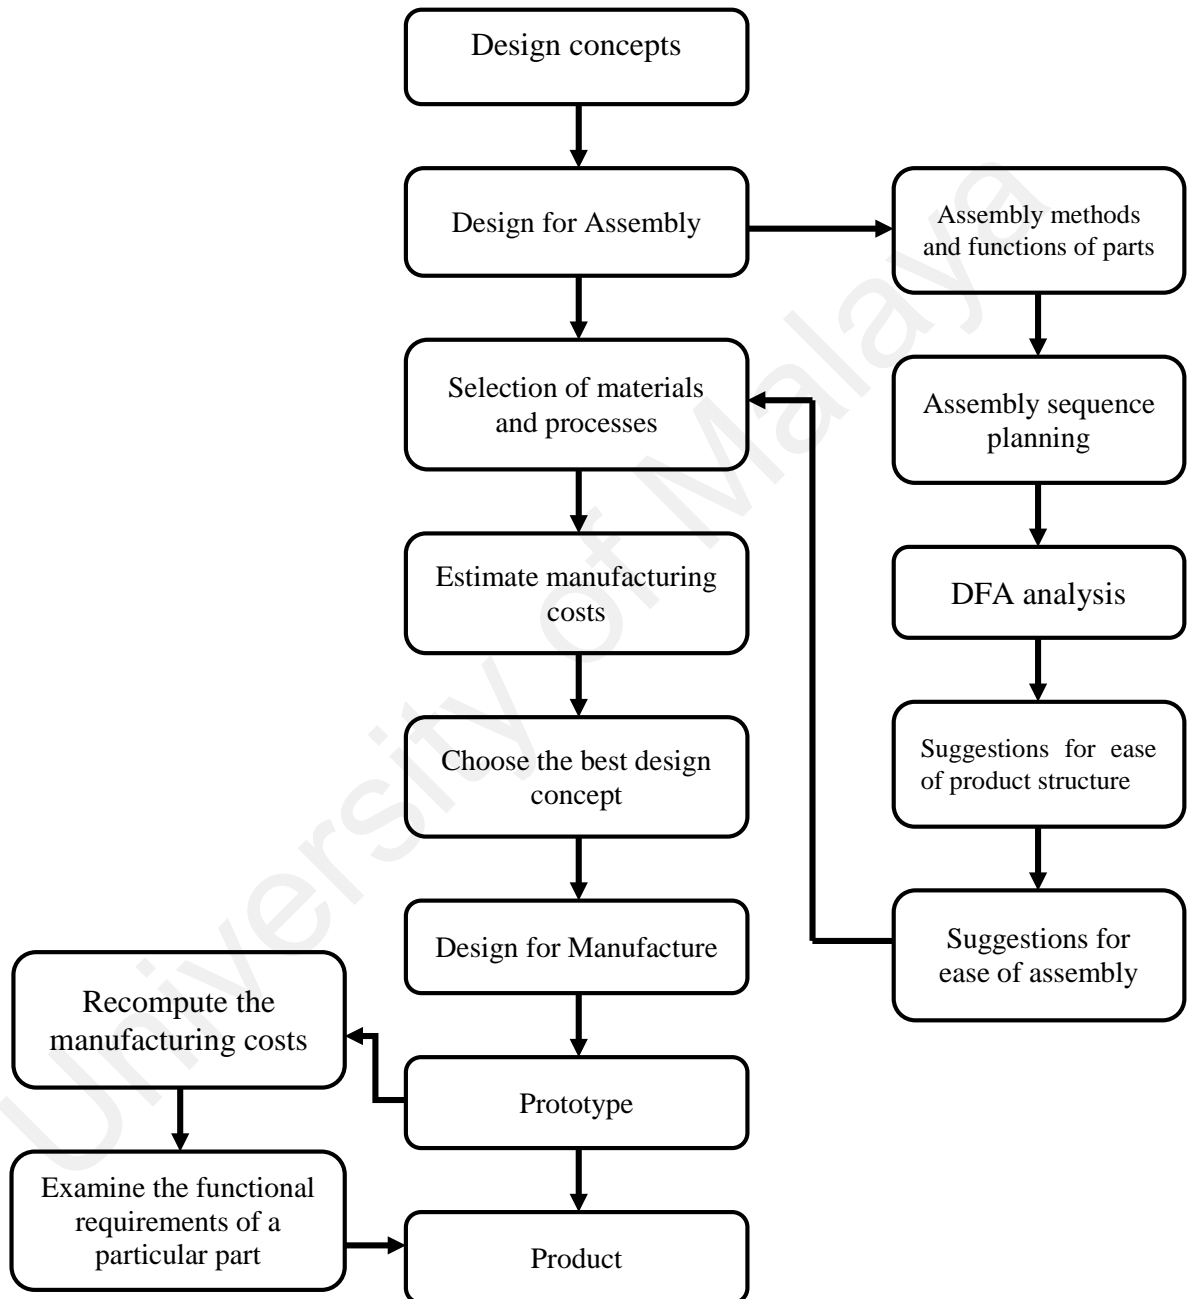 Design concepts
Design for Assembly
Assembly methods
and functions of parts
Selection of materials
and processes
Assembly sequence
planning
Estimate manufacturing
costs
DFA analysis
Choose the best design
concept
Suggestions for ease
of product structure
Design for Manufacture
Suggestions for
ease of assembly
Recompute the
manufacturing costs
Prototype
Examine the functional
requirements of a
particular part
Product
University of Malaya